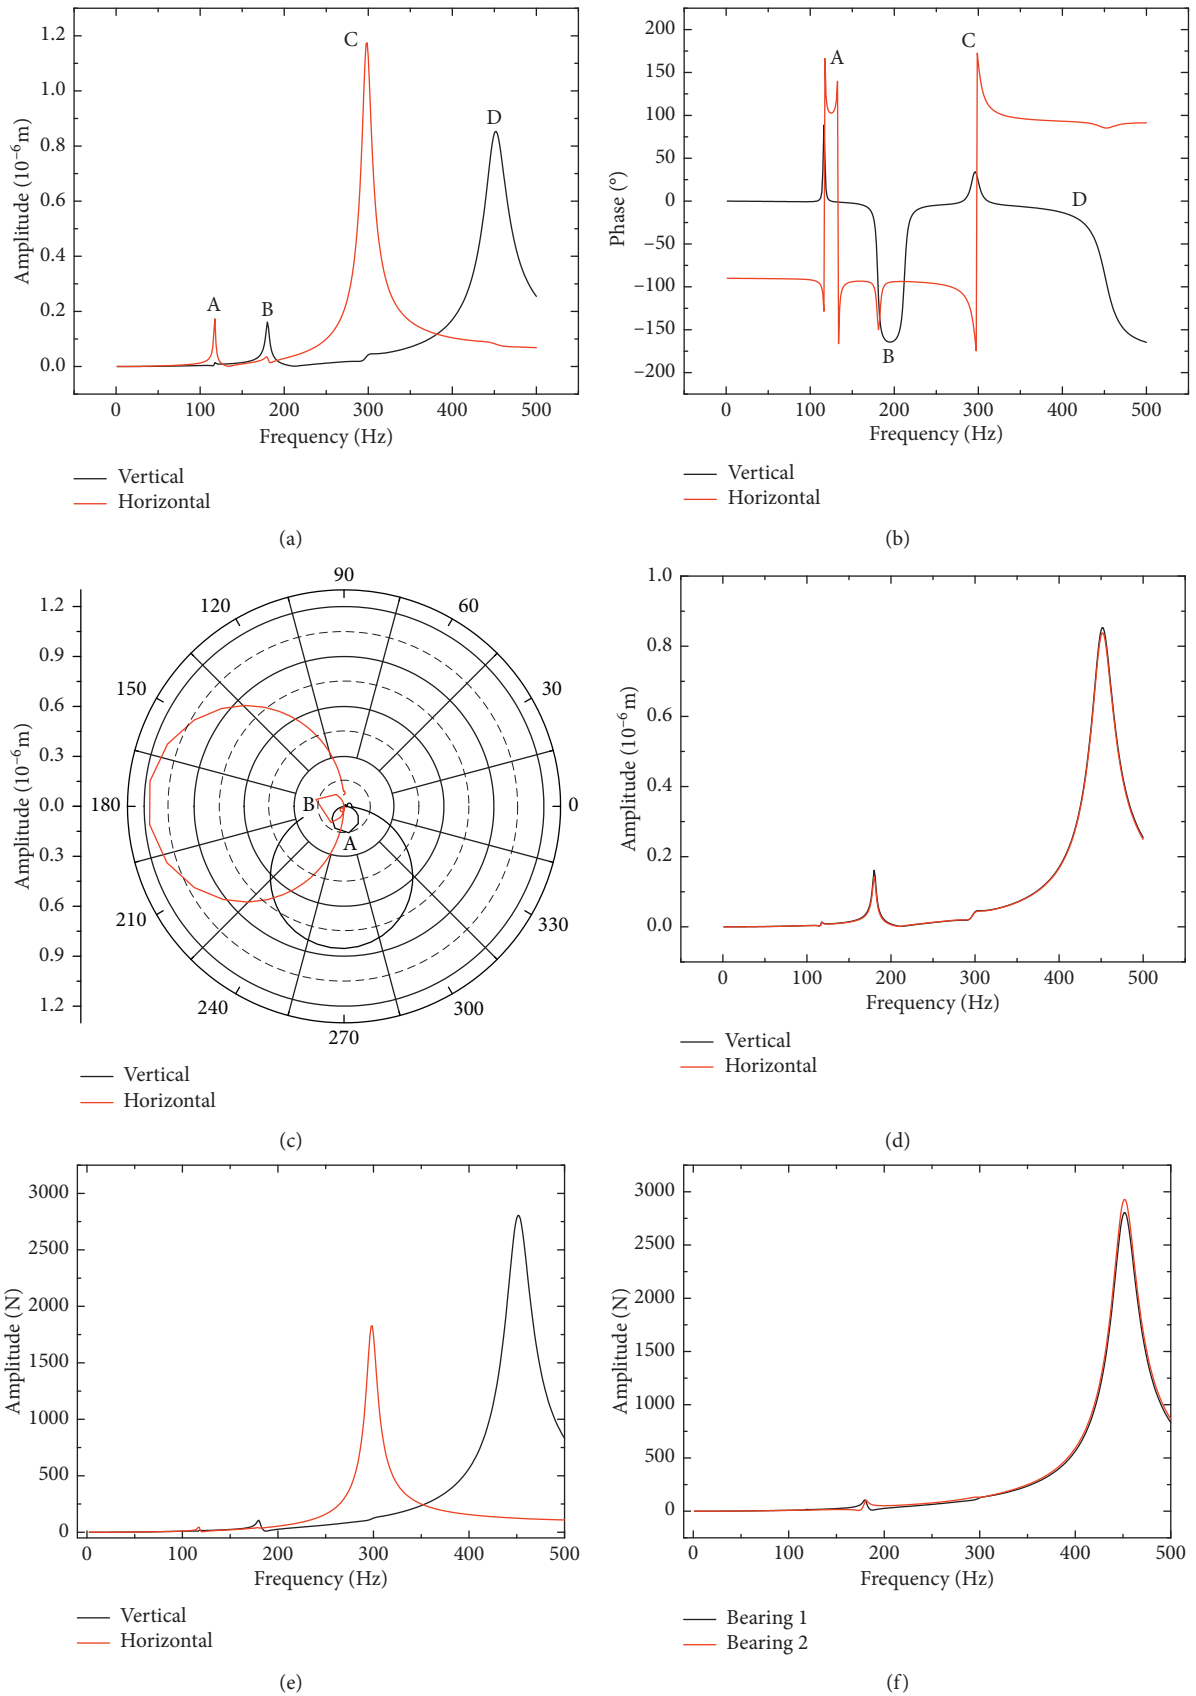 1.2
1.0
0.8
0.6
0.4
0.2
0.0
Amplitude (10⁻⁶ m)
A
B
C
D
0 100 200 300 400 500
Frequency (Hz)
Vertical
Horizontal
(a)
200
150
100
50
0
−50
−100
−150
−200
Phase (°)
A
B
C
D
0 100 200 300 400 500
Frequency (Hz)
Vertical
Horizontal
(b)
1.2
0.9
0.6
0.3
0.0
0.3
0.6
0.9
1.2
Amplitude (10⁻⁶ m)
90
120
60
150
30
180
0
210
330
240
300
270
B
A
Vertical
Horizontal
(c)
1.0
0.8
0.6
0.4
0.2
0.0
Amplitude (10⁻⁶ m)
0 100 200 300 400 500
Frequency (Hz)
Vertical
Horizontal
(d)
3000
2500
2000
1500
1000
500
0
Amplitude (N)
0 100 200 300 400 500
Frequency (Hz)
Vertical
Horizontal
(e)
3000
2500
2000
1500
1000
500
0
Amplitude (N)
0 100 200 300 400 500
Frequency (Hz)
Bearing 1
Bearing 2
(f)